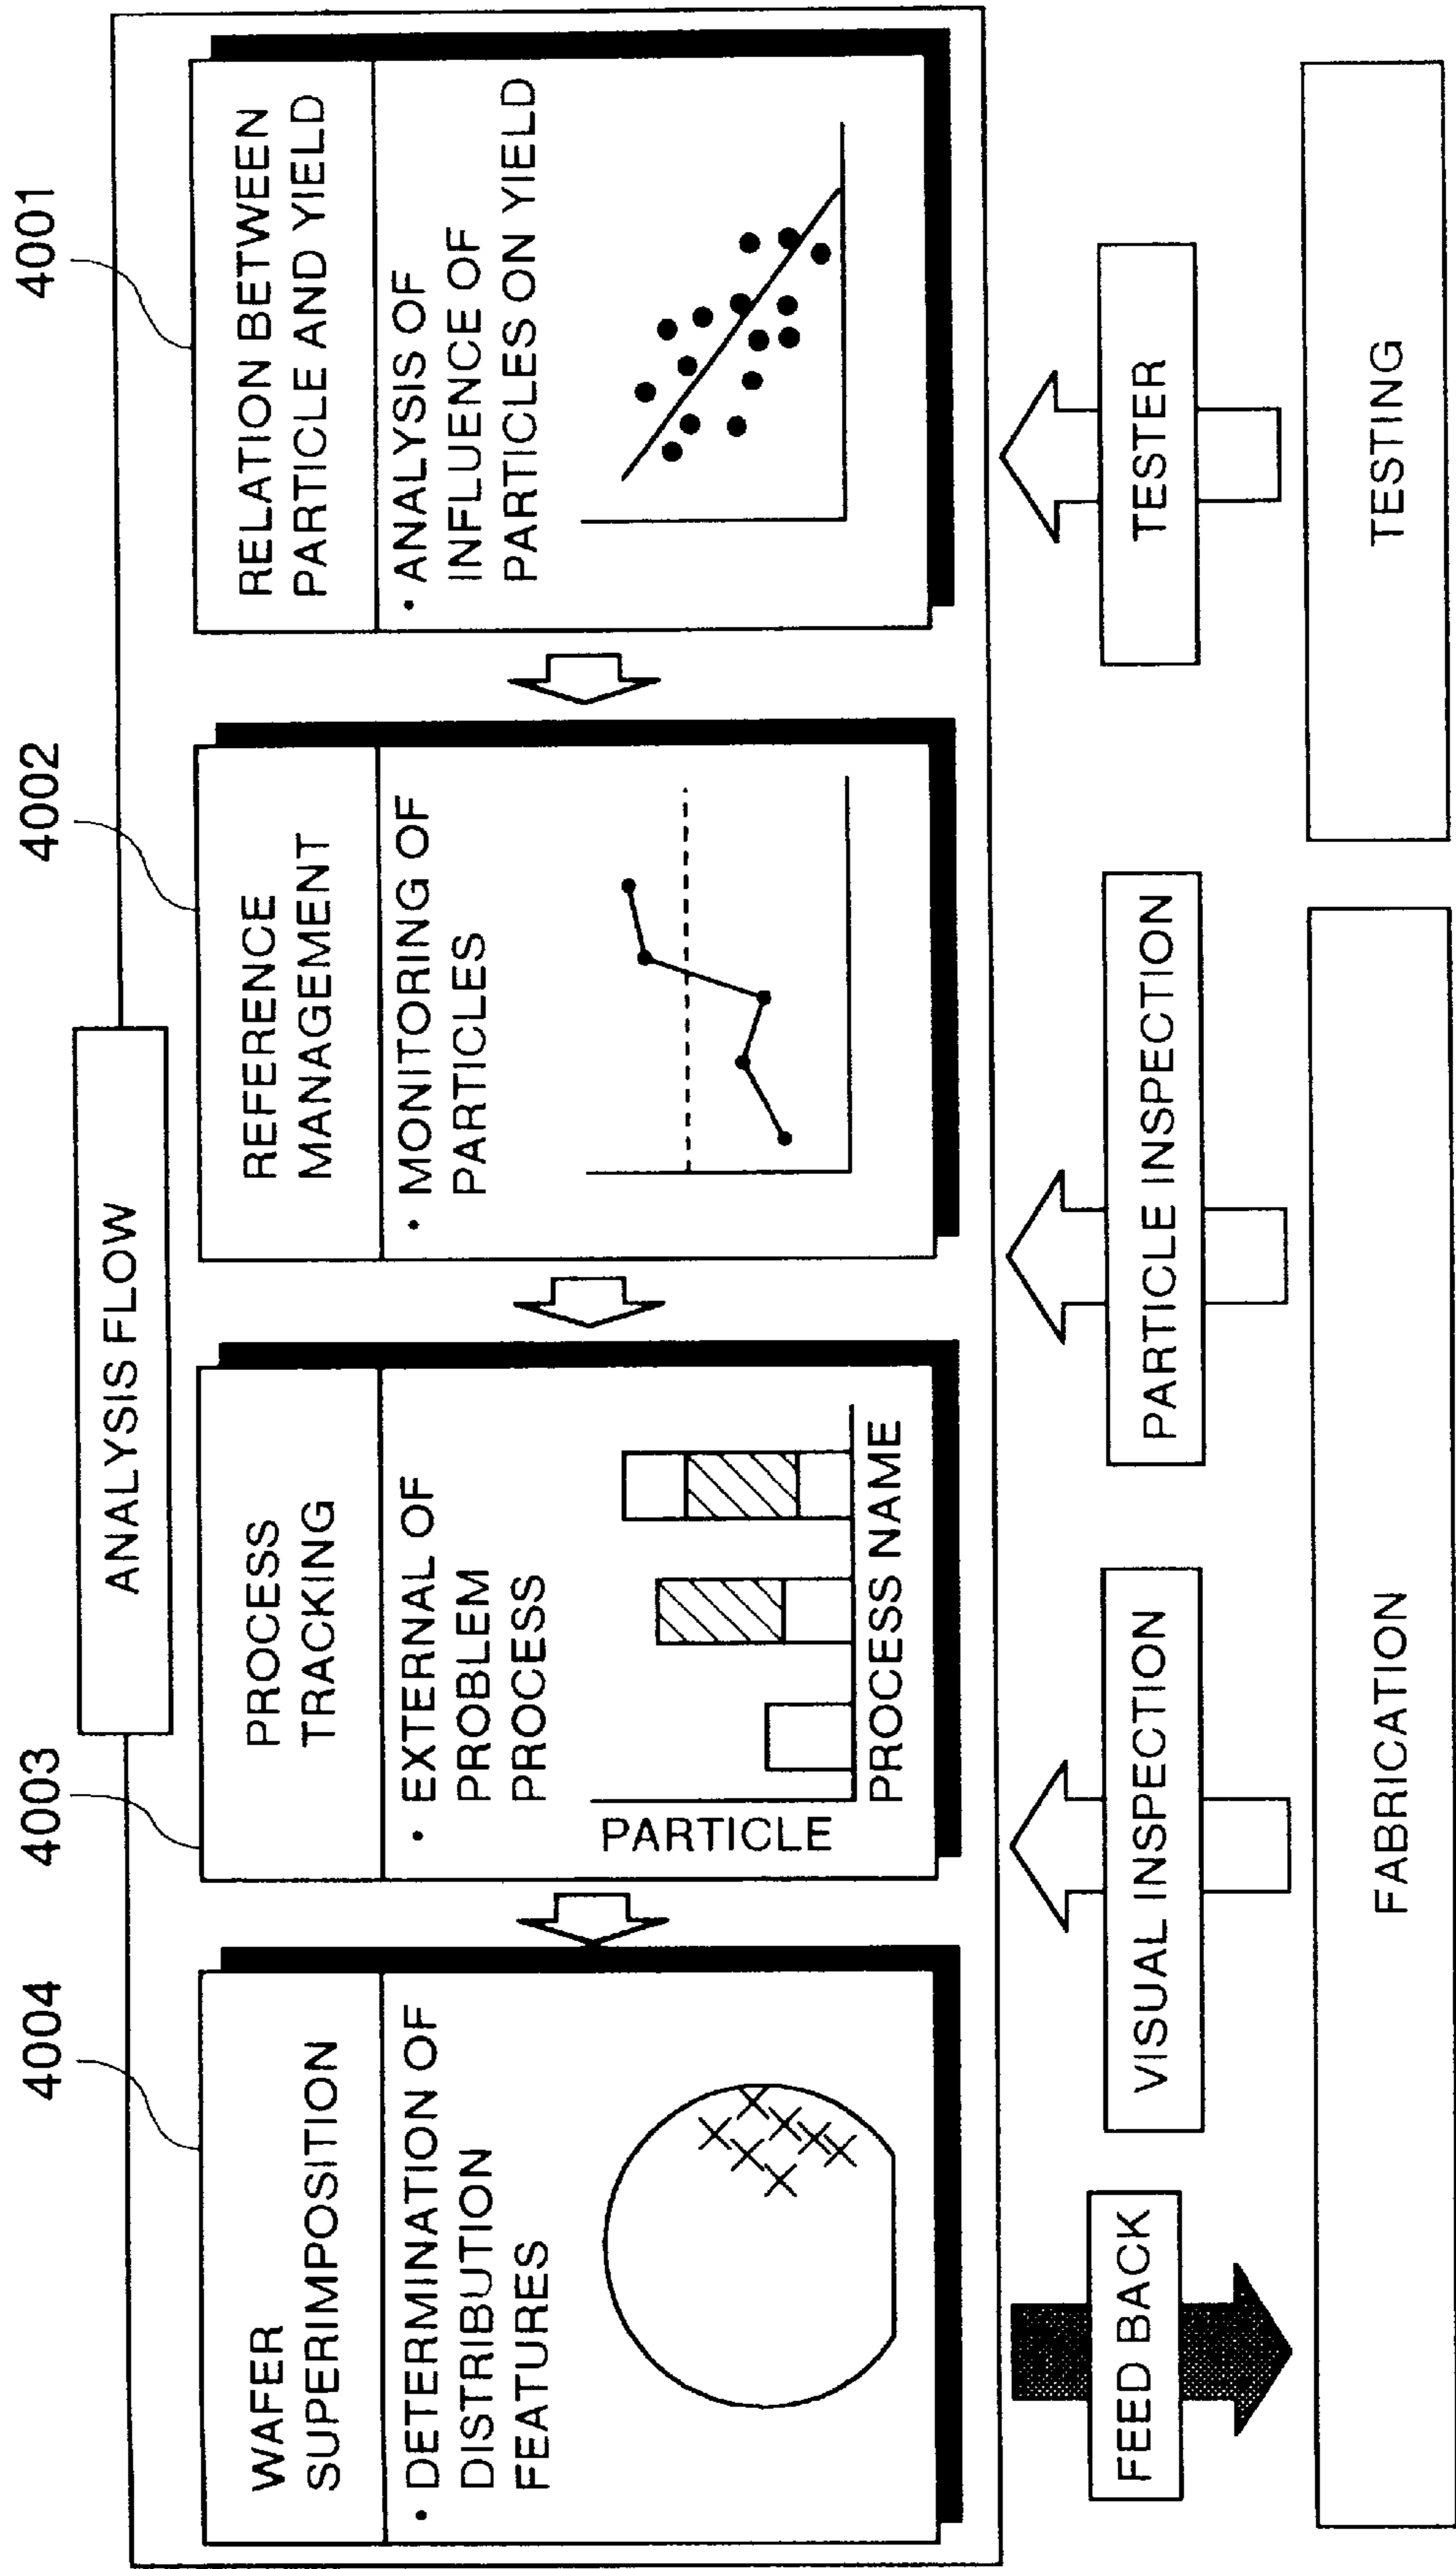 ANALYSIS FLOW
4004
WAFER
SUPERIMPOSITION
• DETERMINATION OF
DISTRIBUTION
FEATURES
4003
PROCESS
TRACKING
• EXTERNAL OF
PROBLEM
PROCESS
PARTICLE
PROCESS NAME
4002
REFERENCE
MANAGEMENT
• MONITORING OF
PARTICLES
4001
RELATION BETWEEN
PARTICLE AND YIELD
• ANALYSIS OF
INFLUENCE OF
PARTICLES ON YIELD
FEED BACK
VISUAL INSPECTION
PARTICLE INSPECTION
TESTER
FABRICATION
TESTING